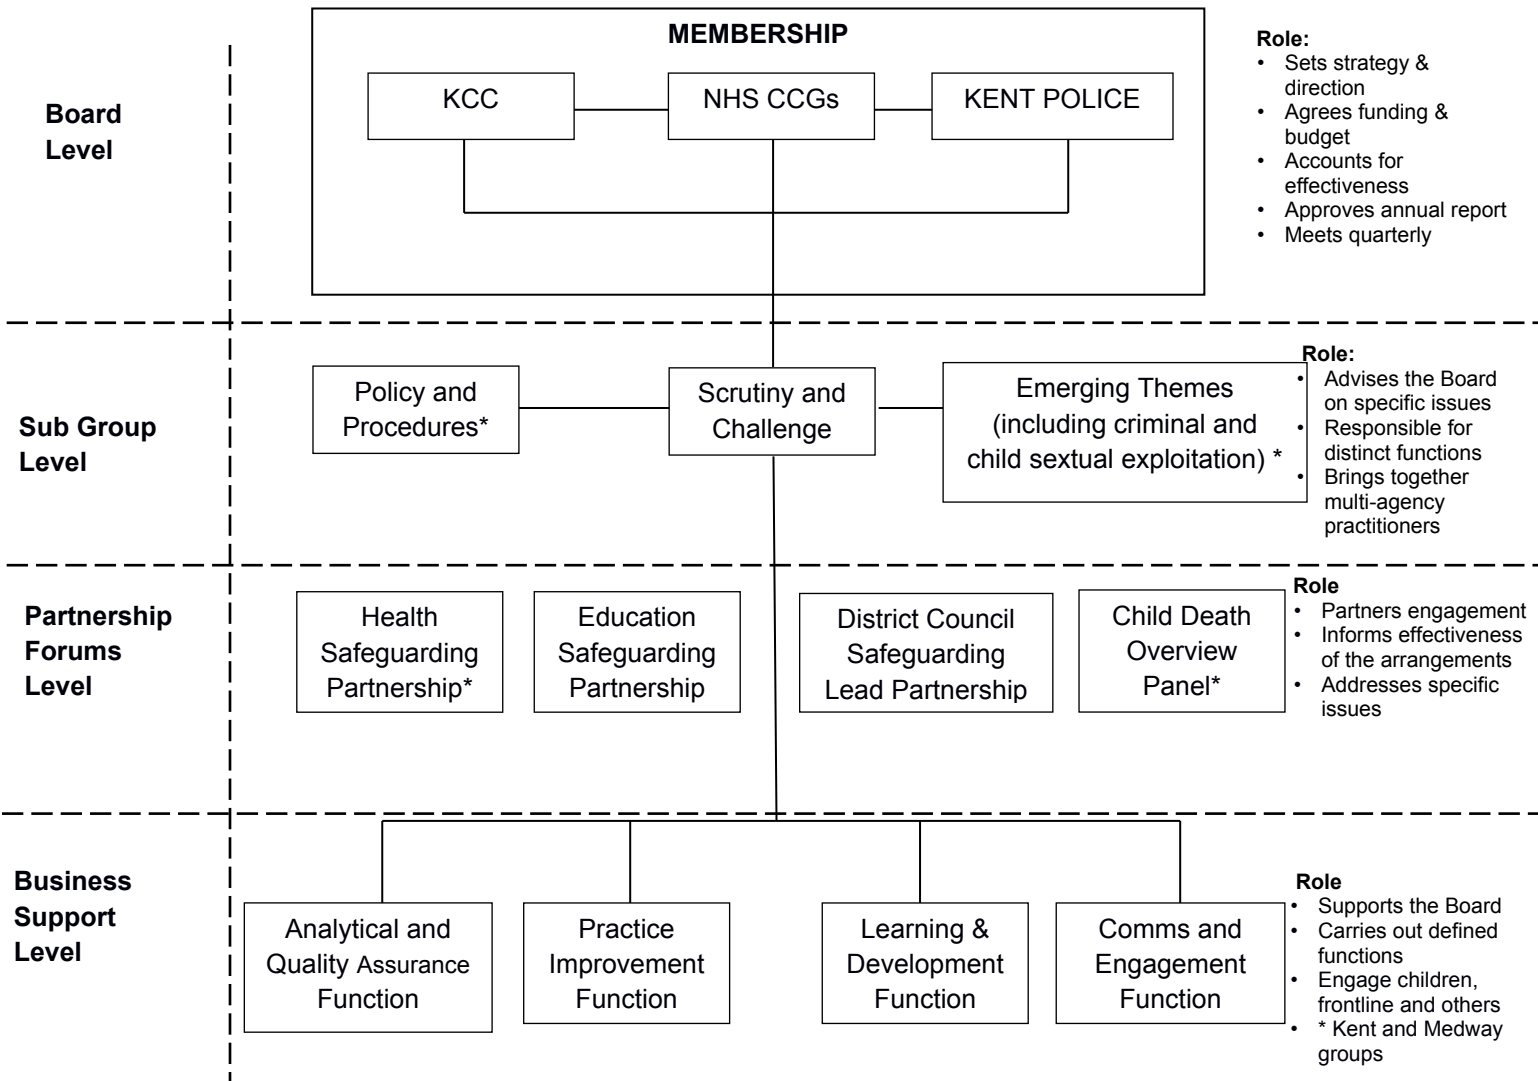 MEMBERSHIP
KCC
NHS CCGs
KENT POLICE
Board
Level
Role:
• Sets strategy &
direction
• Agrees funding &
budget
• Accounts for
effectiveness
• Approves annual report
• Meets quarterly
Sub Group
Level
Policy and
Procedures*
Scrutiny and
Challenge
Emerging Themes
(including criminal and
child sextual exploitation) *
Role:
• Advises the Board
on specific issues
• Responsible for
distinct functions
• Brings together
multi-agency
practitioners
Partnership
Forums
Level
Health
Safeguarding
Partnership*
Education
Safeguarding
Partnership
District Council
Safeguarding
Lead Partnership
Child Death
Overview
Panel*
Role
• Partners engagement
• Informs effectiveness
of the arrangements
• Addresses specific
issues
Business
Support
Level
Analytical and
Quality Assurance
Function
Practice
Improvement
Function
Learning &
Development
Function
Comms and
Engagement
Function
Role
• Supports the Board
• Carries out defined
functions
• Engage children,
frontline and others
• * Kent and Medway
groups